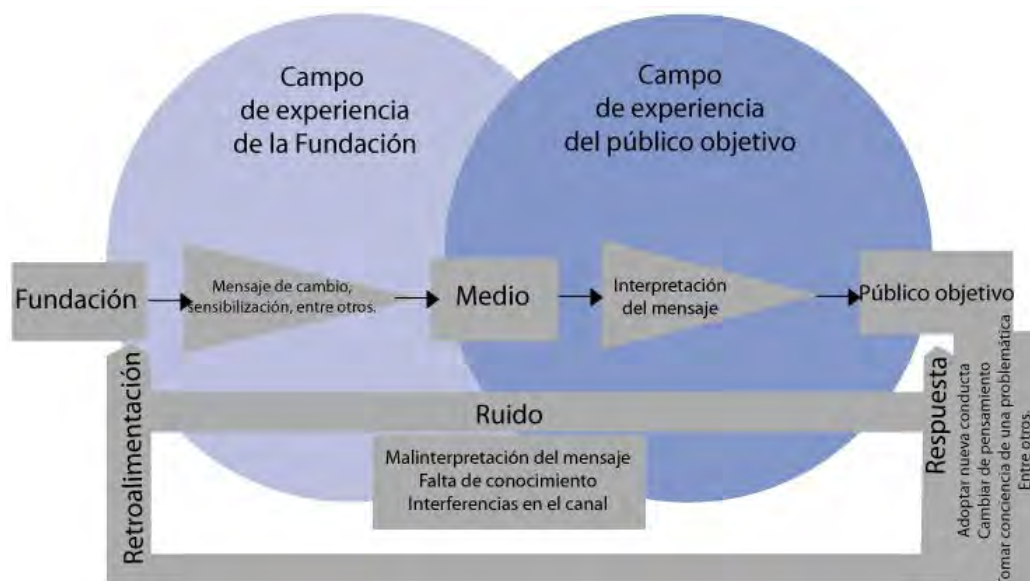 Campo
de experiencia
de la Fundación
Campo
de experiencia
del público objetivo
Fundación
Mensaje de cambio,
sensibilización, entre otros.
Medio
Interpretación
del mensaje
Público objetivo
Ruido
Malinterpretación del mensaje
Falta de conocimiento
Interferencias en el canal
Retroalimentación
Respuesta
Adoptar nueva conducta
Cambiar de pensamiento
Tomar conciencia de una problemática
Entre otros.